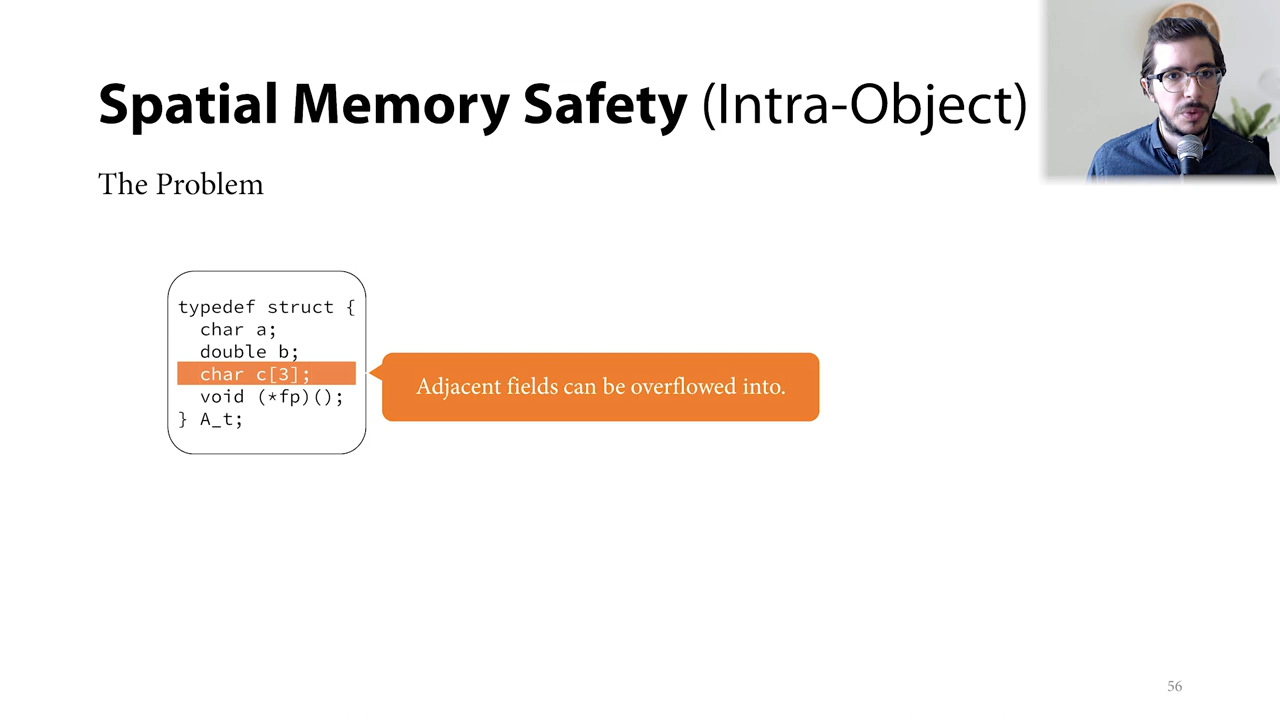 Spatial Memory Safety (Intra-Object)
The Problem
typedef struct {
char a;
double b;
char c[3];
void (*fp)();
} A_t;
Adjacent fields can be overflowed into.
56